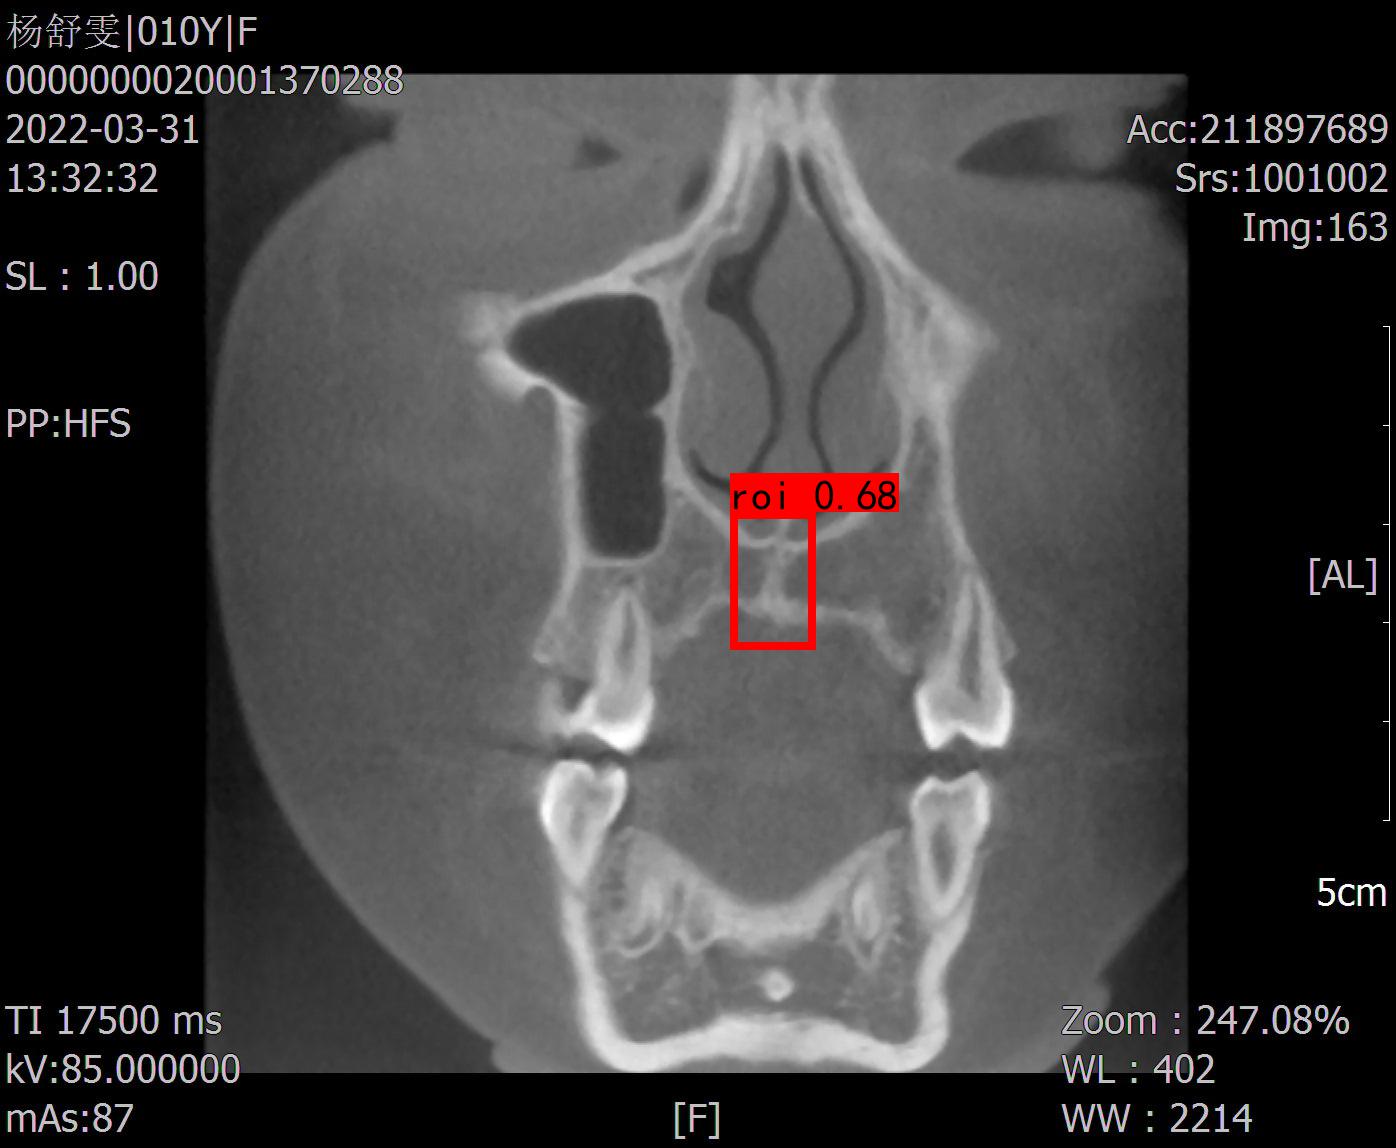 杨舒雯|010Y|F
0000000020001370288
2022-03-31
13:32:32
SL : 1.00
PP:HFS
Acc:211897689
Srs:1001002
Img:163
roi 0.68
[AL]
5cm
TI 17500 ms
kV:85.000000
mAs:87
[F]
Zoom : 247.08%
WL : 402
WW : 2214